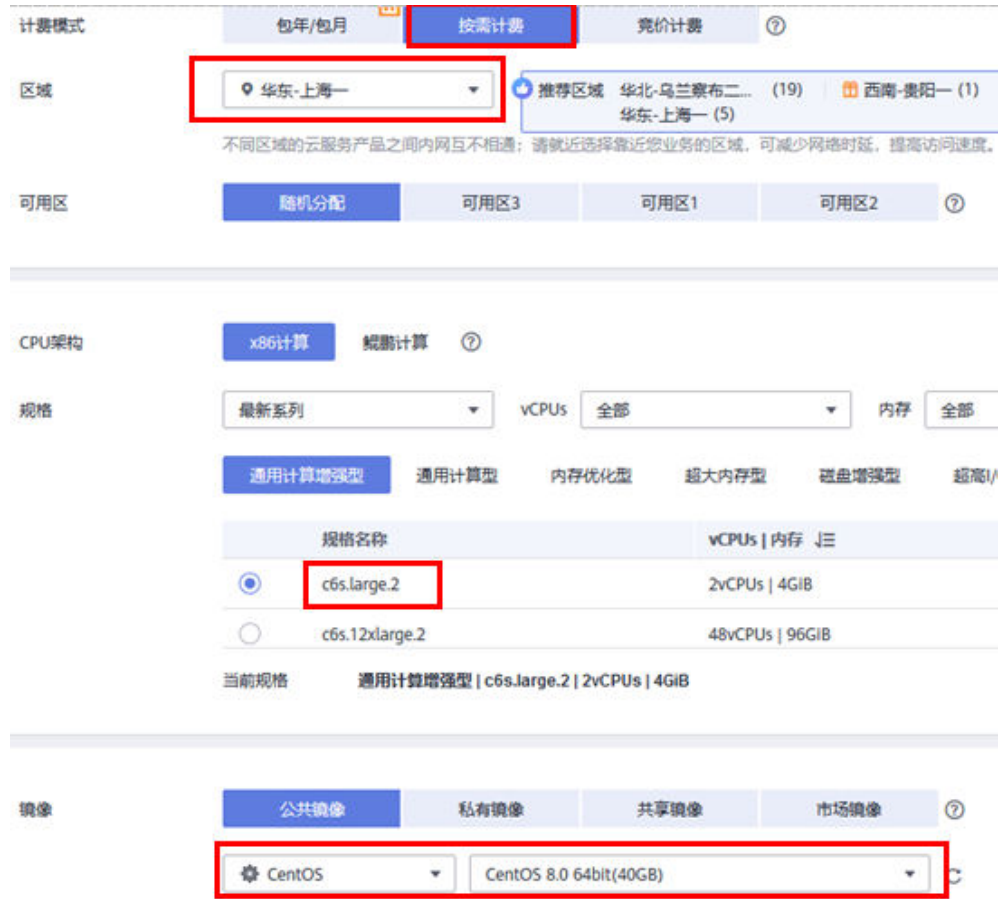 计费模式 包年/包月 按需计费 竞价计费 ?
区域 华东-上海一 推荐区域 华北-乌兰察布二... (19) 西南-贵阳一 (1)
华东-上海一 (5)
不同区域的云服务产品之间内网互不相通；请就近选择靠近您业务的区域，可减少网络时延，提高访问速度。
可用区 随机分配 可用区3 可用区1 可用区2 ?
CPU架构 x86计算 鲲鹏计算 ?
规格 最新系列 vCPUs 全部 内存 全部
通用计算增强型 通用计算型 内存优化型 超大内存型 磁盘增强型 超高I/
规格名称 vCPUs | 内存
c6s.large.2 2vCPUs | 4GiB
c6s.12xlarge.2 48vCPUs | 96GiB
当前规格 通用计算增强型 | c6s.large.2 | 2vCPUs | 4GiB
镜像 公共镜像 私有镜像 共享镜像 市场镜像 ?
CentOS CentOS 8.0 64bit(40GB)